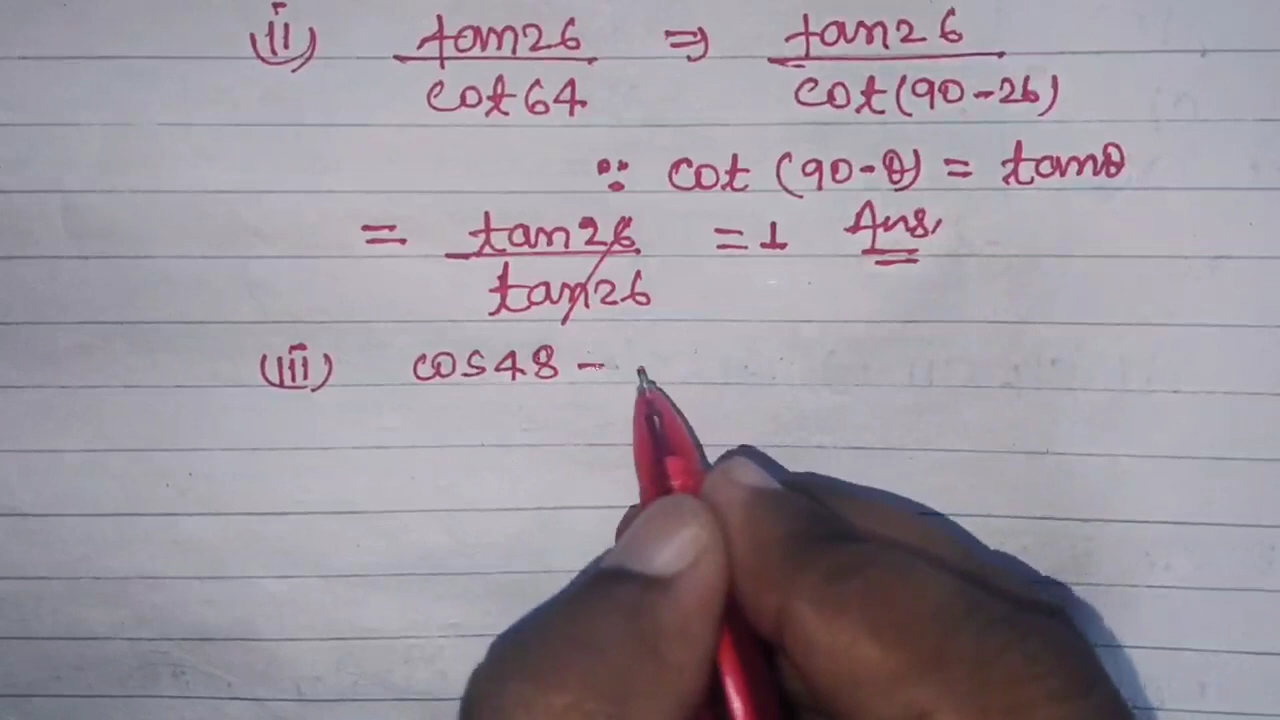 (ii) tan26 / cot64 ⇒ tan26 / cot(90-26)
∵ cot (90-θ) = tanθ
= tan26 / tan26 = 1 Ans,
(iii) cos48 -